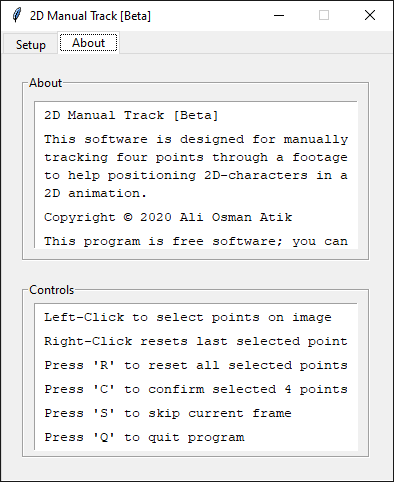 2D Manual Track [Beta]
Setup
About
About
2D Manual Track [Beta]
This software is designed for manually
tracking four points through a footage
to help positioning 2D-characters in a
2D animation.
Copyright © 2020 Ali Osman Atik
This program is free software; you can
Controls
Left-Click to select points on image
Right-Click resets last selected point
Press 'R' to reset all selected points
Press 'C' to confirm selected 4 points
Press 'S' to skip current frame
Press 'Q' to quit program